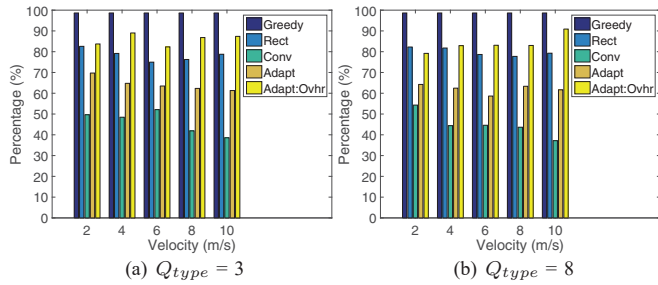 100
90
80
70
60
50
40
30
20
10
0
Percentage (%)
2 4 6 8 10
Velocity (m/s)
Greedy
Rect
Conv
Adapt
Adapt:Ovhr
(a) Qtype = 3
100
90
80
70
60
50
40
30
20
10
0
Percentage (%)
2 4 6 8 10
Velocity (m/s)
Greedy
Rect
Conv
Adapt
Adapt:Ovhr
(b) Qtype = 8